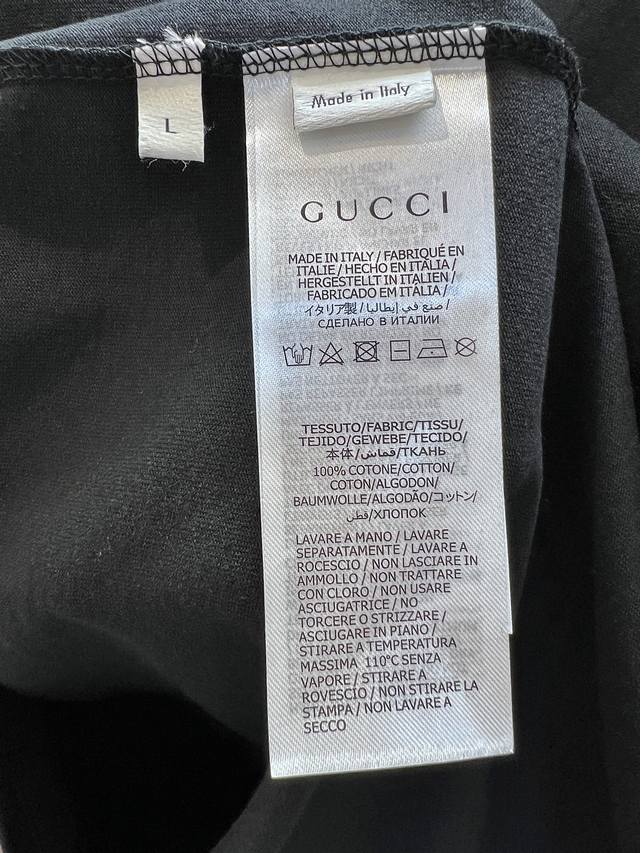 L
Made in Italy
GUCCI
MADE IN ITALY / FABRIQUÉ EN
ITALIE / HECHO EN ITALIA /
HERGESTELLT IN ITALIEN /
FABRICADO EM ITÁLIA /
イタリア製 / صنع في إيطاليا /
СДЕЛАНО В ИТАЛИИ
TESSUTO/FABRIC/TISSU/
TEJIDO/GEWEBE/TECIDO/
本体/قماش/ТКАНЬ
100% COTONE/COTTON/
COTON/ALGODON/
BAUMWOLLE/ALGODÃO/コットン/
قطن/ХЛОПОК
LAVARE A MANO / LAVARE
SEPARATAMENTE / LAVARE A
ROCESCIO / NON LASCIARE IN
AMMOLLO / NON TRATTARE
CON CLORO / NON USARE
ASCIUGATRICE / NO
TORCERE O STRIZZARE /
ASCIUGARE IN PIANO /
STIRARE A TEMPERATURA
MASSIMA 110°C SENZA
VAPORE / STIRARE A
ROVESCIO / NON STIRARE LA
STAMPA / NON LAVARE A
SECCO